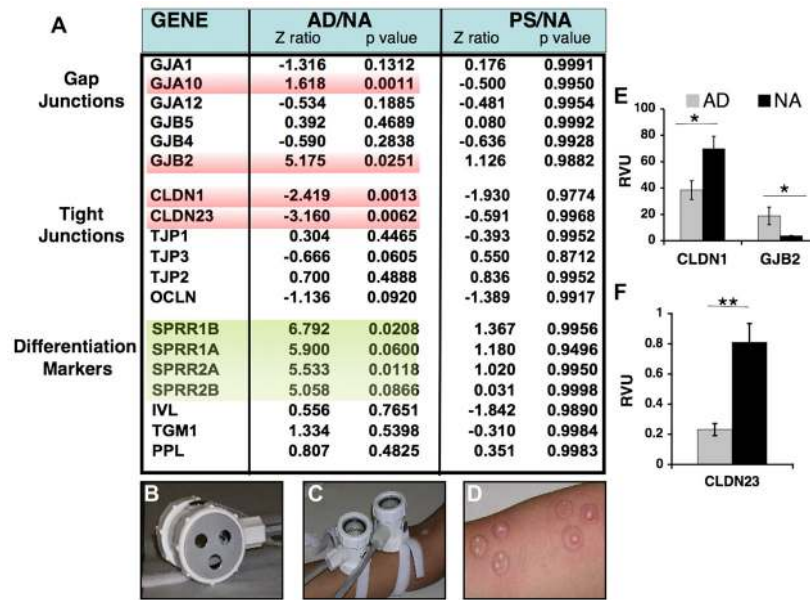 A
GENE AD/NA PS/NA
Z ratio p value Z ratio p value
Gap Junctions
GJA1 -1.316 0.1312 0.176 0.9991
GJA10 1.618 0.0011 -0.500 0.9950
GJA12 -0.534 0.1885 -0.481 0.9954
GJB5 0.392 0.4689 0.080 0.9992
GJB4 -0.590 0.2838 -0.636 0.9928
GJB2 5.175 0.0251 1.126 0.9882
Tight Junctions
CLDN1 -2.419 0.0013 -1.930 0.9774
CLDN23 -3.160 0.0062 -0.591 0.9968
TJP1 0.304 0.4465 -0.393 0.9952
TJP3 -0.666 0.0605 0.550 0.8712
TJP2 0.700 0.4888 0.836 0.9952
OCLN -1.136 0.0920 -1.389 0.9917
Differentiation Markers
SPRR1B 6.792 0.0208 1.367 0.9956
SPRR1A 5.900 0.0600 1.180 0.9496
SPRR2A 5.533 0.0118 1.020 0.9950
SPRR2B 5.058 0.0866 0.031 0.9998
IVL 0.556 0.7651 -1.842 0.9890
TGM1 1.334 0.5398 -0.310 0.9984
PPL 0.807 0.4825 0.351 0.9983
B
C
D
E
AD NA
100
80
60
40
20
0
RVU
*
*
CLDN1 GJB2
F
1
0.8
0.6
0.4
0.2
0
RVU
**
CLDN23